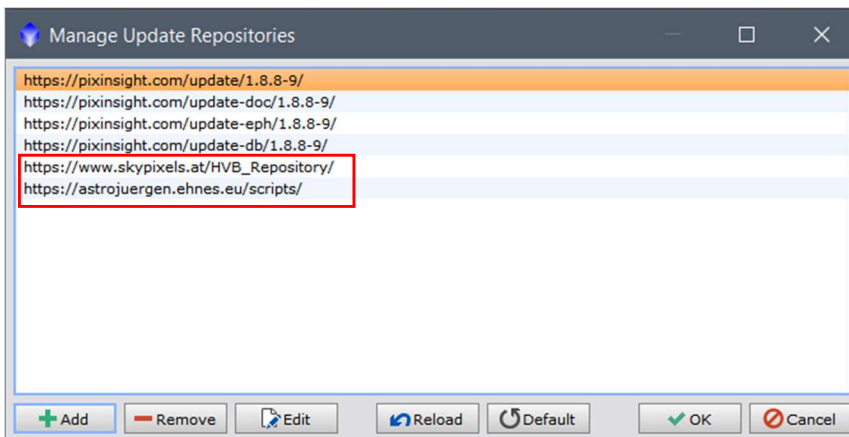 Manage Update Repositories
https://pixinsight.com/update/1.8.8-9/
https://pixinsight.com/update-doc/1.8.8-9/
https://pixinsight.com/update-eph/1.8.8-9/
https://pixinsight.com/update-db/1.8.8-9/
https://www.skypixels.at/HVB_Repository/
https://astrojuergen.ehnes.eu/scripts/
Add Remove Edit Reload Default OK Cancel